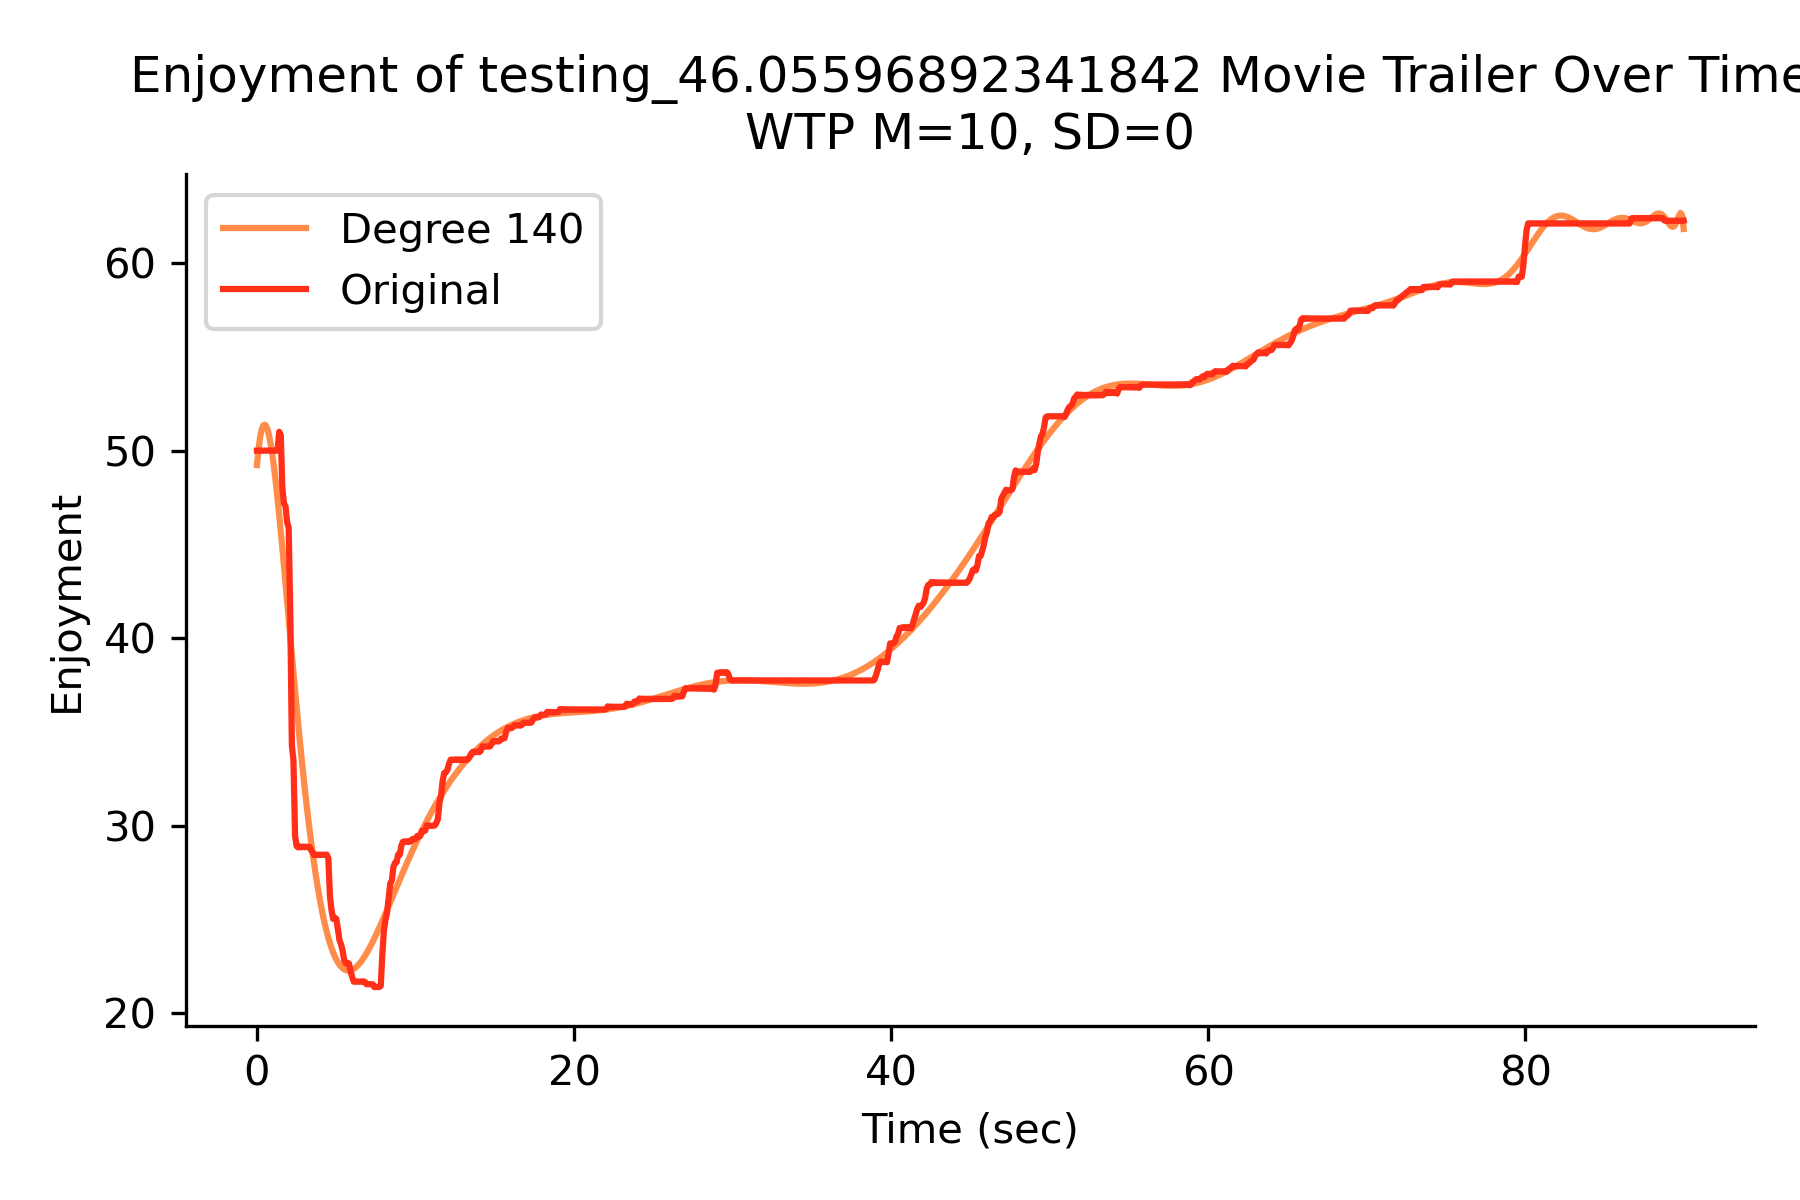 Enjoyment of testing_46.05596892341842 Movie Trailer Over Time
WTP M=10, SD=0
Degree 140
Original
Enjoyment
60
50
40
30
20
0 20 40 60 80
Time (sec)